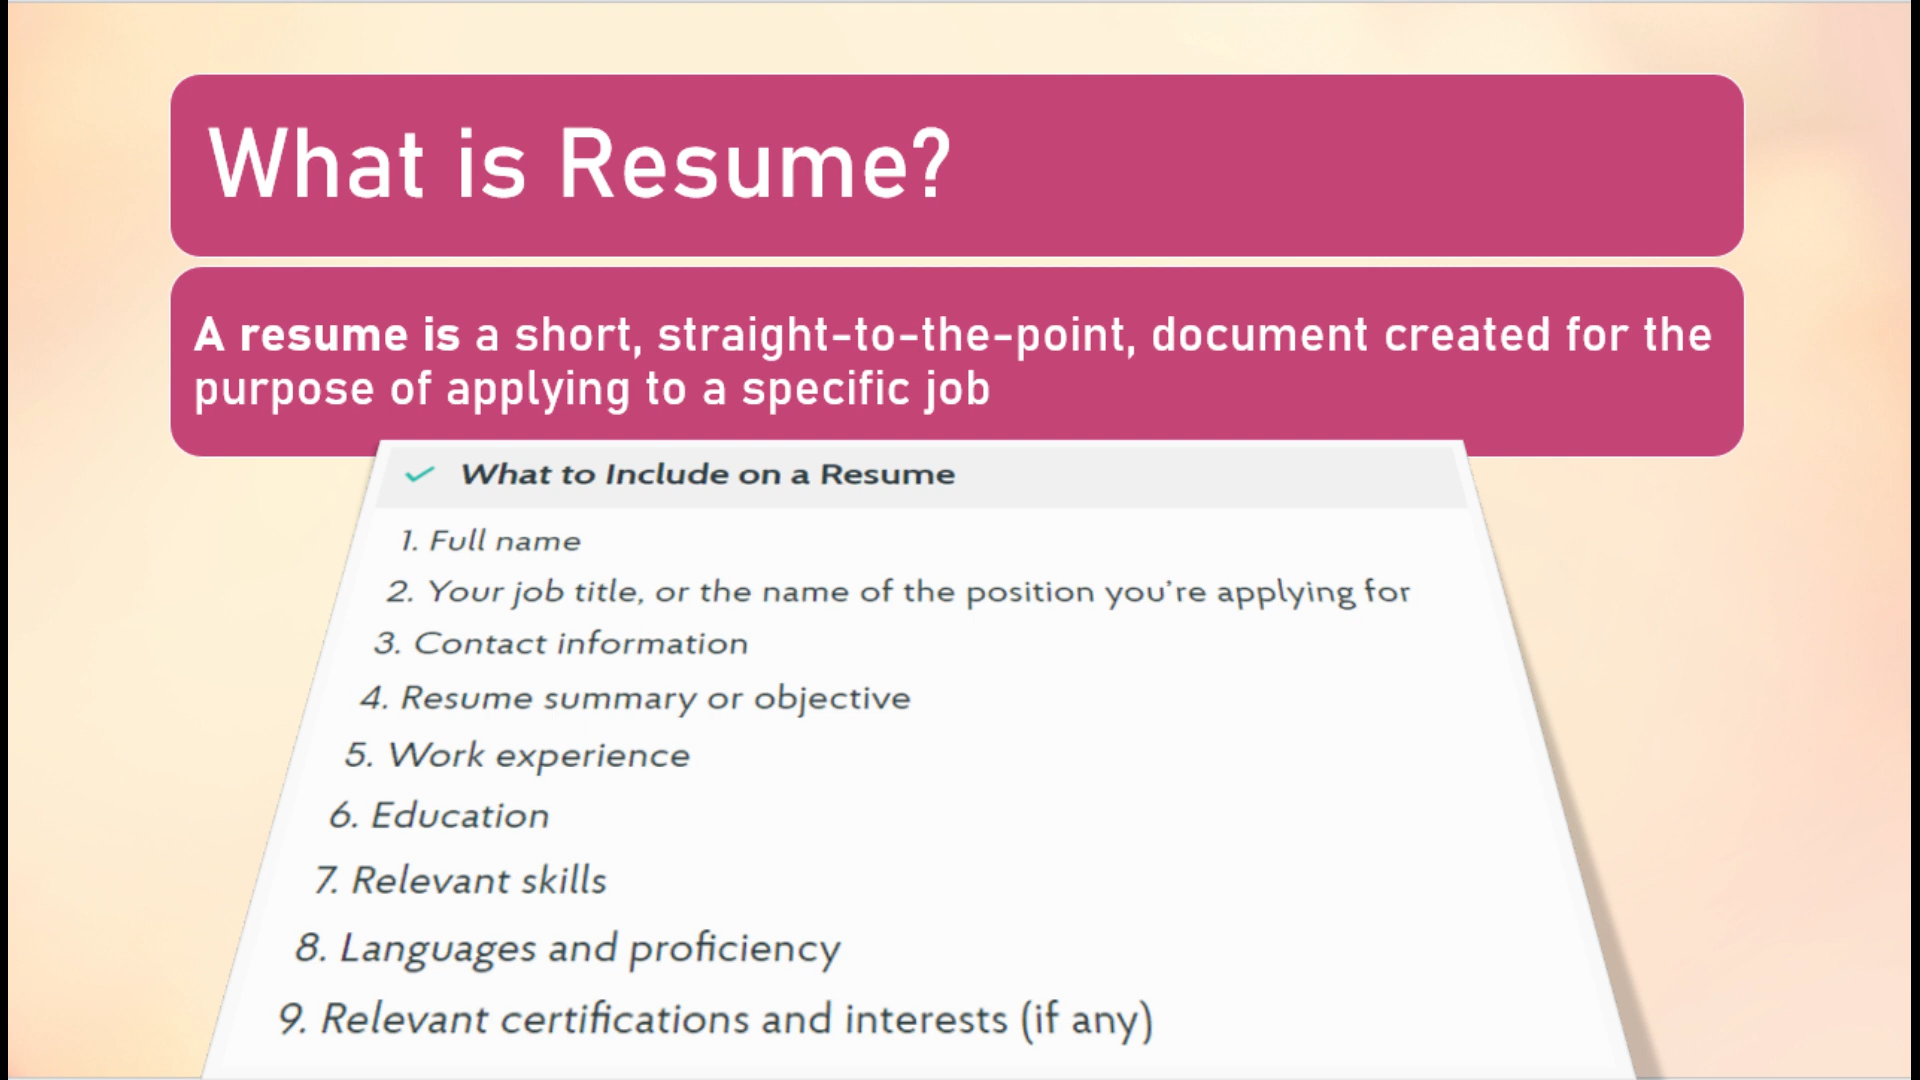 What is Resume?
A resume is a short, straight-to-the-point, document created for the
purpose of applying to a specific job
What to Include on a Resume
1. Full name
2. Your job title, or the name of the position you're applying for
3. Contact information
4. Resume summary or objective
5. Work experience
6. Education
7. Relevant skills
8. Languages and proficiency
9. Relevant certifications and interests (if any)